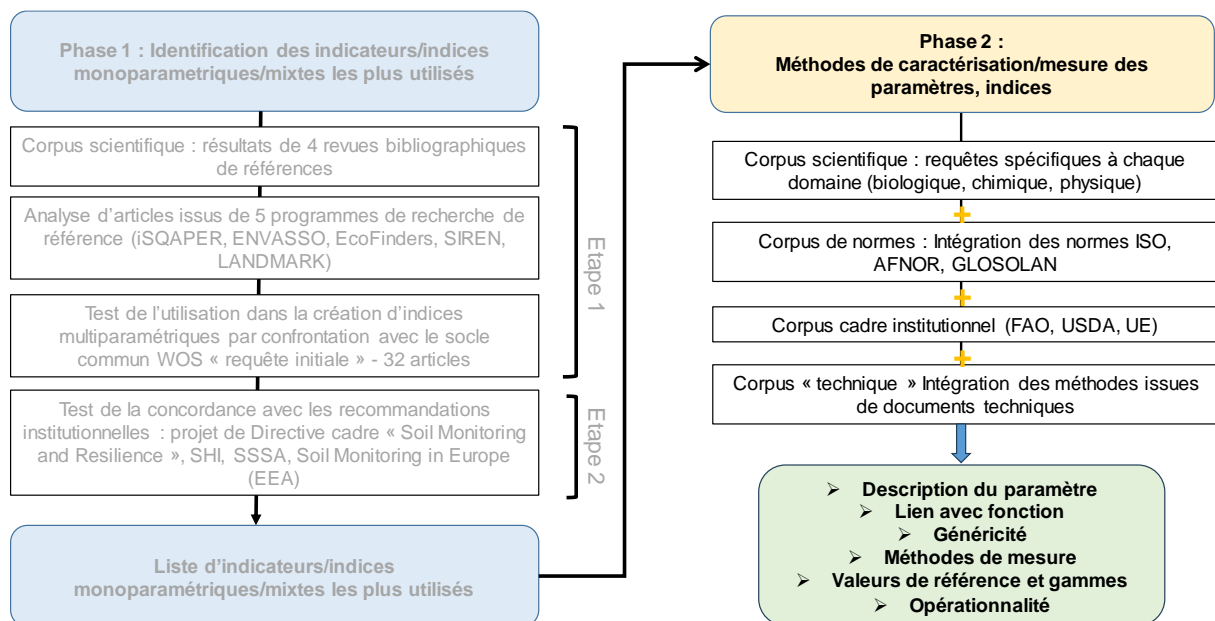 Phase 1 : Identification des indicateurs/indices
monoparametriques/mixtes les plus utilisés
Corpus scientifique : résultats de 4 revues bibliographiques
de références
Analyse d’articles issus de 5 programmes de recherche de
référence (iSQAPER, ENVASSO, EcoFinders, SIREN,
LANDMARK)
Test de l’utilisation dans la création d’indices
multiparamétriques par confrontation avec le socle
commun WOS « requête initiale » - 32 articles
Etape 1
Test de la concordance avec les recommandations
institutionnelles : projet de Directive cadre « Soil Monitoring
and Resilience », SHI, SSSA, Soil Monitoring in Europe
(EEA)
Etape 2
Liste d’indicateurs/indices
monoparamétriques/mixtes les plus utilisés
Phase 2 :
Méthodes de caractérisation/mesure des
paramètres, indices
Corpus scientifique : requêtes spécifiques à chaque
domaine (biologique, chimique, physique)
+
Corpus de normes : Intégration des normes ISO,
AFNOR, GLOSOLAN
+
Corpus cadre institutionnel (FAO, USDA, UE)
+
Corpus « technique » Intégration des méthodes issues
de documents techniques
➢ Description du paramètre
➢ Lien avec fonction
➢ Généricité
➢ Méthodes de mesure
➢ Valeurs de référence et gammes
➢ Opérationnalité